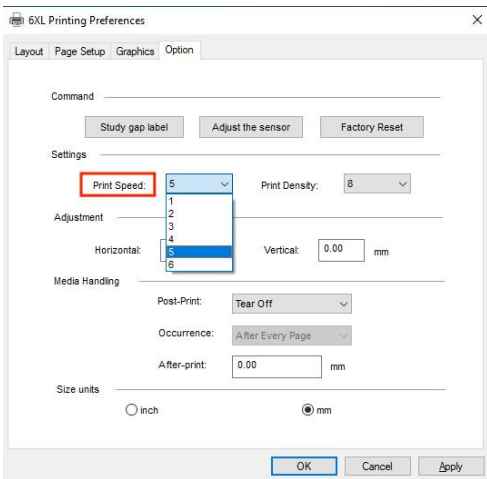 6XL Printing Preferences
Layout Page Setup Graphics Option
Command
Study gap label Adjust the sensor Factory Reset
Settings
Print Speed: 5 Print Density: 8
1
2
3
4
5
6
Adjustment
Horizontal: Vertical: 0.00 mm
Media Handling
Post-Print: Tear Off
Occurrence: After Every Page
After-print: 0.00 mm
Size units
inch mm
OK Cancel Apply